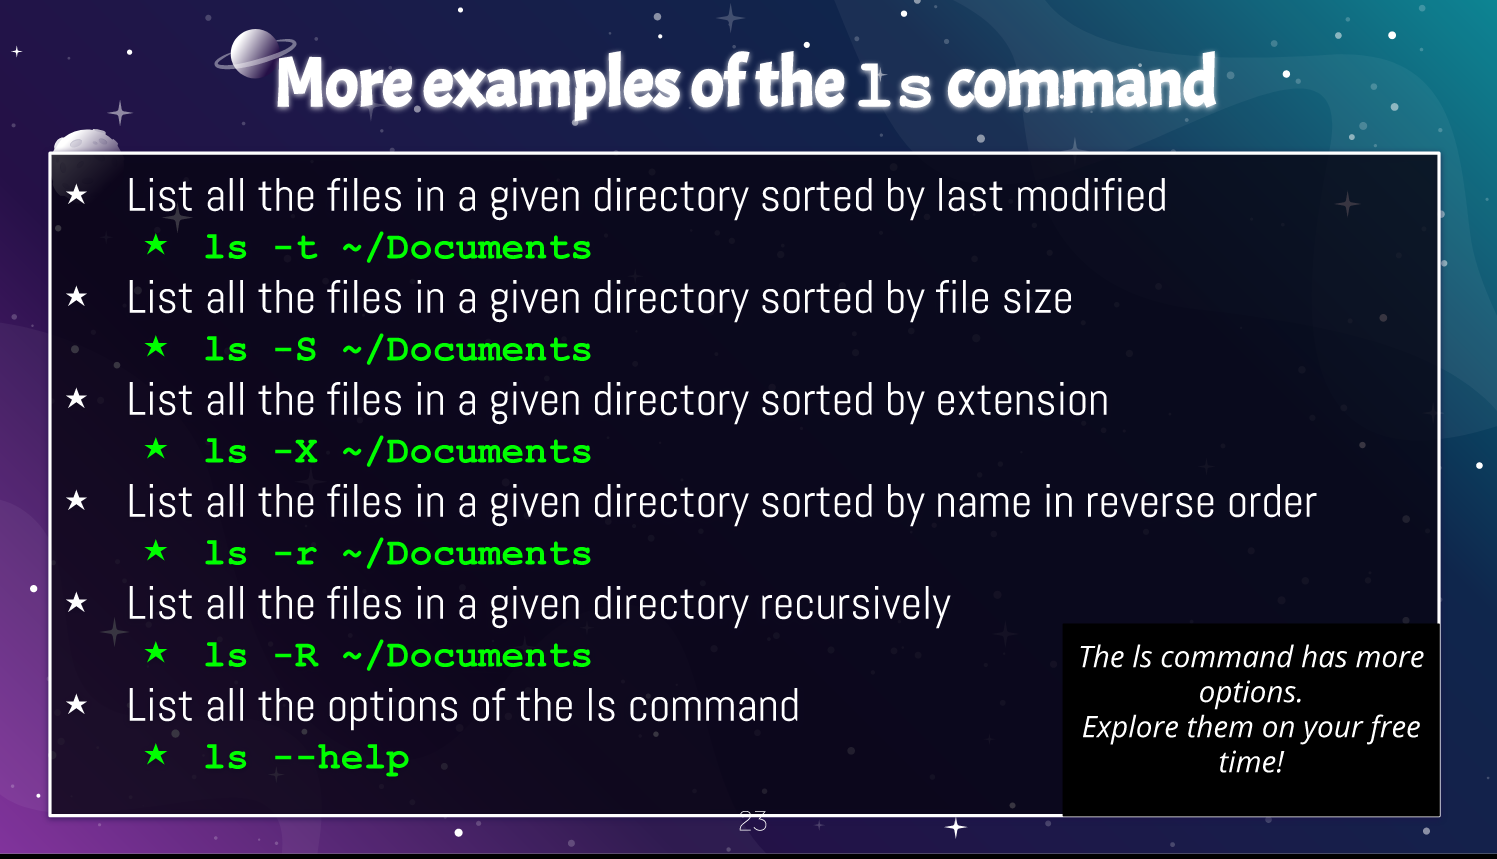 More examples of the ls command
★ List all the files in a given directory sorted by last modified
★ ls -t ~/Documents
★ List all the files in a given directory sorted by file size
★ ls -S ~/Documents
★ List all the files in a given directory sorted by extension
★ ls -X ~/Documents
★ List all the files in a given directory sorted by name in reverse order
★ ls -r ~/Documents
★ List all the files in a given directory recursively
★ ls -R ~/Documents
★ List all the options of the ls command
★ ls --help
The ls command has more
options.
Explore them on your free
time!
23